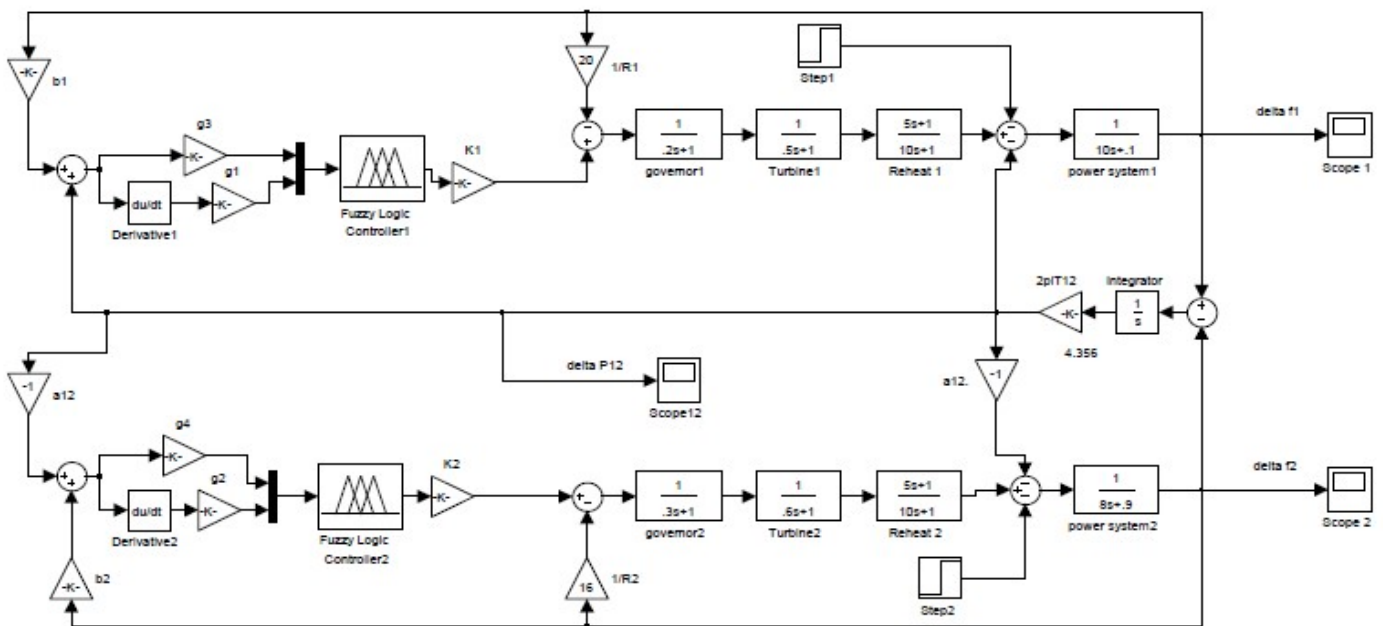 20
1/R1
Step1
-K-
b1
delta f1
g3
-K-
g1
-K-
K1
-K-
du/dt
Derivative1
Fuzzy Logic
Controller1
1
.2s+1
governor1
1
.5s+1
Turbine1
5s+1
10s+1
Reheat 1
1
10s+.1
power system1
Scope 1
2piT12
-K-
4.356
Integrator
1
s
-1
a12
delta P12
Scope12
a12.
-1
g4
-K-
g2
-K-
K2
-K-
du/dt
Derivative2
Fuzzy Logic
Controller2
1
.3s+1
governor2
1
.6s+1
Turbine2
5s+1
10s+1
Reheat 2
1
8s+.9
power system2
delta f2
Scope 2
-K-
b2
16
1/R2
Step2